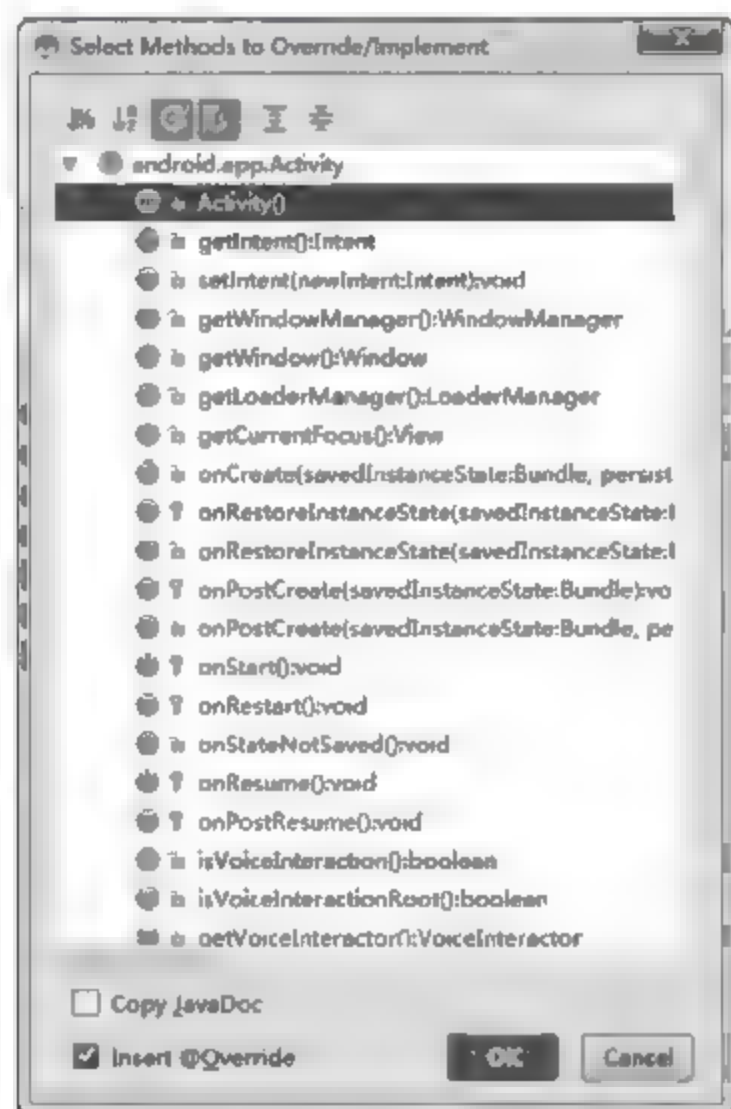 Select Methods to Override/Implement
android.app.Activity
Activity()
getIntent():Intent
setIntent(newIntent:Intent):void
getWindowManager():WindowManager
getWindow():Window
getLoaderManager():LoaderManager
getCurrentFocus():View
onCreate(savedInstanceState:Bundle, persist
onRestoreInstanceState(savedInstanceState:
onRestoreInstanceState(savedInstanceState:
onPostCreate(savedInstanceState:Bundle):vo
onPostCreate(savedInstanceState:Bundle, pe
onStart():void
onRestart():void
onStateNotSaved():void
onResume():void
onPostResume():void
isVoiceInteraction():boolean
isVoiceInteractionRoot():boolean
getVoiceInteractor():VoiceInteractor
Copy JavaDoc
Insert @Override
OK
Cancel